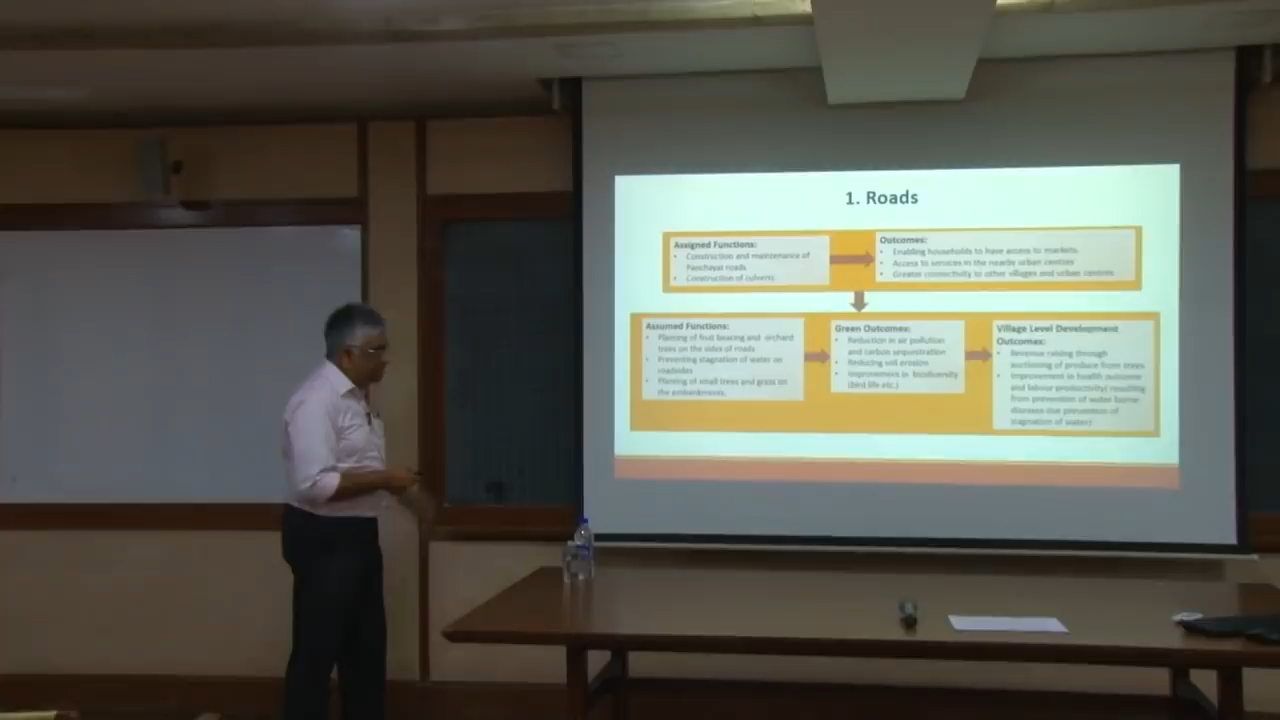 1. Roads
Assigned Functions:
• Construction and maintenance of
Panchayat roads
• Construction of culverts
Outcomes:
• Enabling households to have access to markets.
• Access to services in the nearby urban centres
• Greater connectivity to other villages and urban centres
Assumed Functions:
• Planting of fruit bearing and orchard
trees on the sides of roads
• Preventing stagnation of water on
roadsides
• Planting of small trees and grass on
the embankments.
Green Outcomes:
• Reduction in air pollution
and carbon sequestration
• Reducing soil erosion
• Improvement in biodiversity
(bird life etc.)
Village Level Development
Outcomes:
• Revenue raising through
auctioning of produce from trees
• Improvement in health outcome
and labour productivity( resulting
from prevention of water borne
diseases due prevention of
stagnation of water)